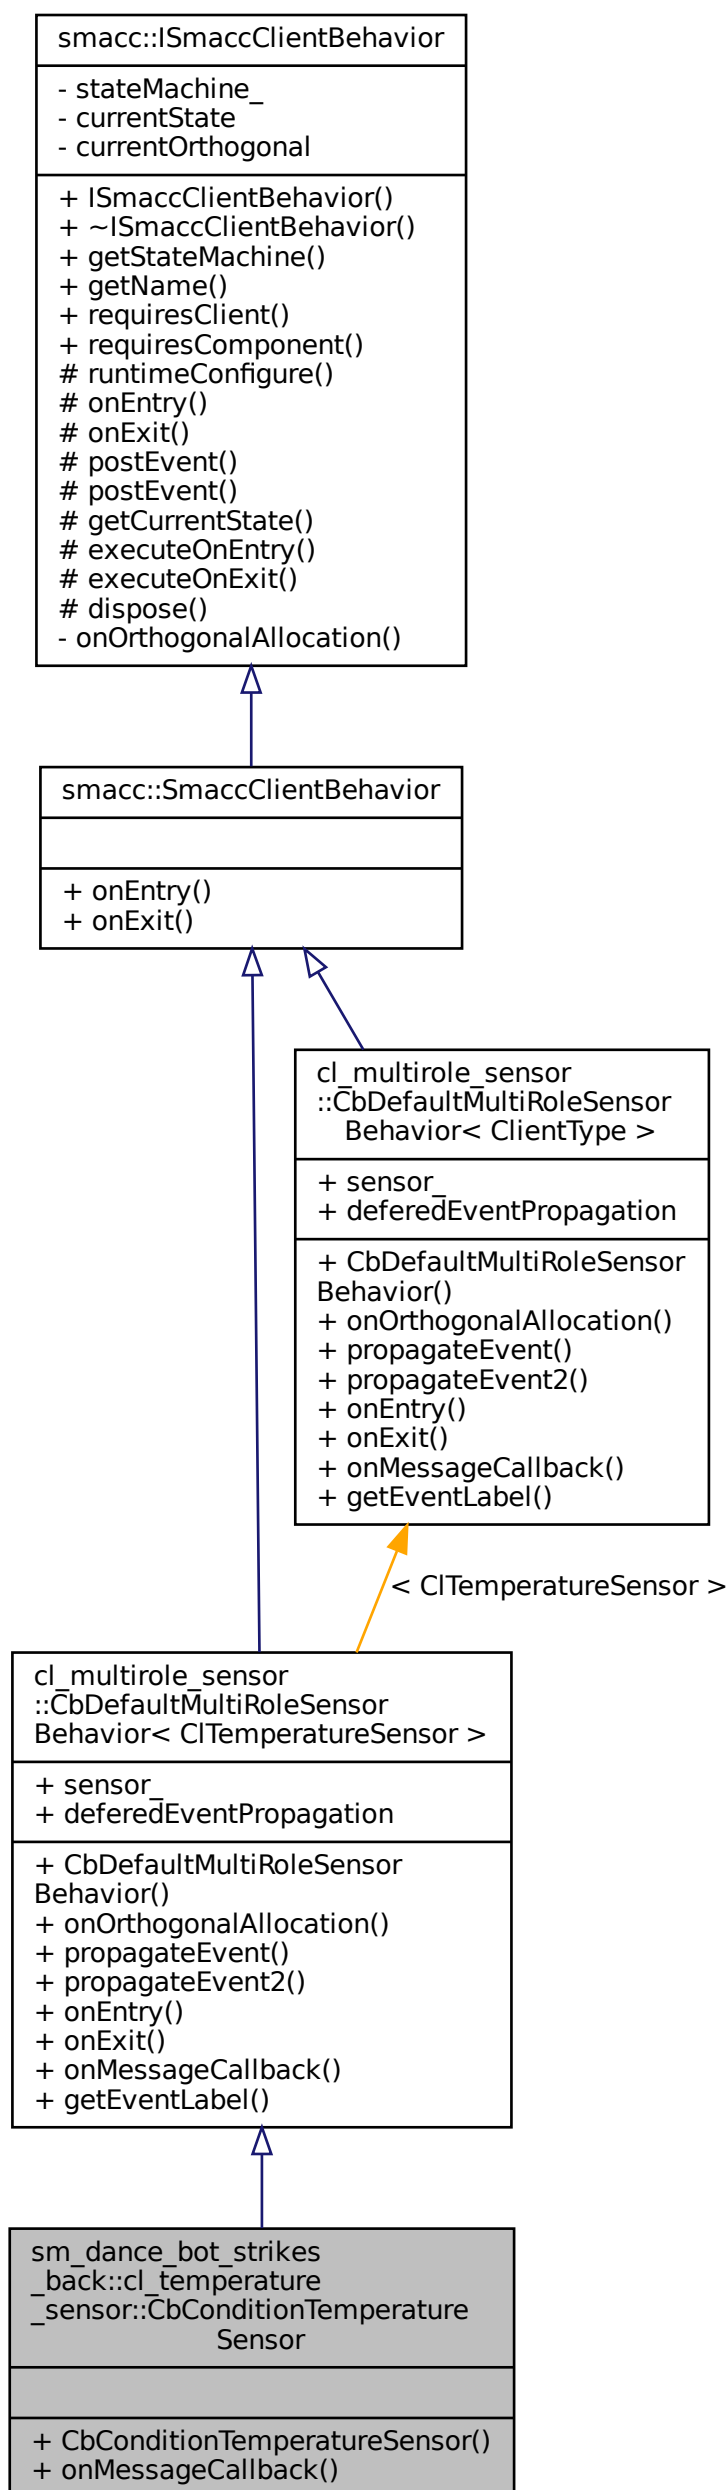 smacc::ISmaccClientBehavior
- stateMachine_
- currentState
- currentOrthogonal
+ ISmaccClientBehavior()
+ ~ISmaccClientBehavior()
+ getStateMachine()
+ getName()
+ requiresClient()
+ requiresComponent()
# runtimeConfigure()
# onEntry()
# onExit()
# postEvent()
# postEvent()
# getCurrentState()
# executeOnEntry()
# executeOnExit()
# dispose()
- onOrthogonalAllocation()
smacc::SmaccClientBehavior
+ onEntry()
+ onExit()
cl_multirole_sensor
::CbDefaultMultiRoleSensor
Behavior< ClientType >
+ sensor_
+ deferedEventPropagation
+ CbDefaultMultiRoleSensor
Behavior()
+ onOrthogonalAllocation()
+ propagateEvent()
+ propagateEvent2()
+ onEntry()
+ onExit()
+ onMessageCallback()
+ getEventLabel()
< ClTemperatureSensor >
cl_multirole_sensor
::CbDefaultMultiRoleSensor
Behavior< ClTemperatureSensor >
+ sensor_
+ deferedEventPropagation
+ CbDefaultMultiRoleSensor
Behavior()
+ onOrthogonalAllocation()
+ propagateEvent()
+ propagateEvent2()
+ onEntry()
+ onExit()
+ onMessageCallback()
+ getEventLabel()
sm_dance_bot_strikes
_back::cl_temperature
_sensor::CbConditionTemperature
Sensor
+ CbConditionTemperatureSensor()
+ onMessageCallback()